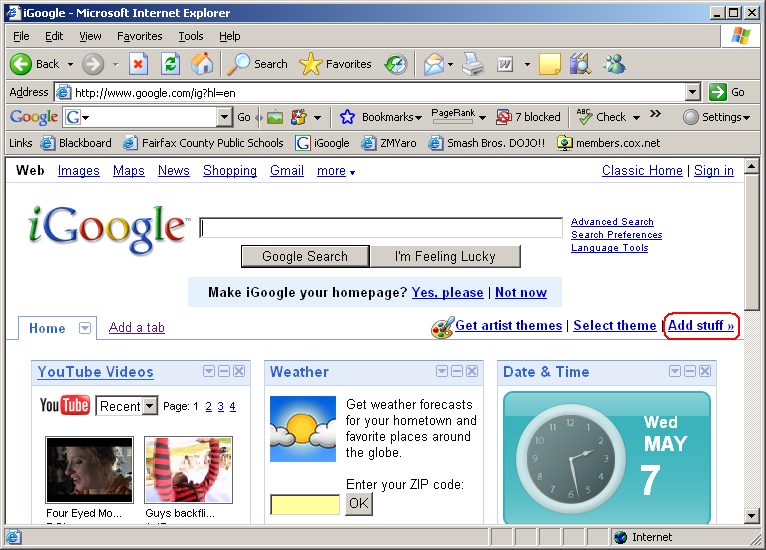 iGoogle - Microsoft Internet Explorer
File Edit View Favorites Tools Help
Back Search Favorites
Address http://www.google.com/ig?hl=en Go
Google G Go Bookmarks PageRank 7 blocked ABC Check » Settings
Links Blackboard Fairfax County Public Schools iGoogle ZMYaro Smash Bros. DOJO!! members.cox.net
Web Images Maps News Shopping Gmail more Classic Home | Sign in
iGoogle™
Advanced Search
Search Preferences
Language Tools
Google Search I'm Feeling Lucky
Make iGoogle your homepage? Yes, please | Not now
Home Add a tab Get artist themes | Select theme | Add stuff »
YouTube Videos
You Tube Recent Page: 1 2 3 4
Four Eyed Mo...
Guys backfli...
Weather
Get weather forecasts
for your hometown and
favorite places around
the globe.
Enter your ZIP code:
OK
Date & Time
12
Wed
MAY
7
Internet